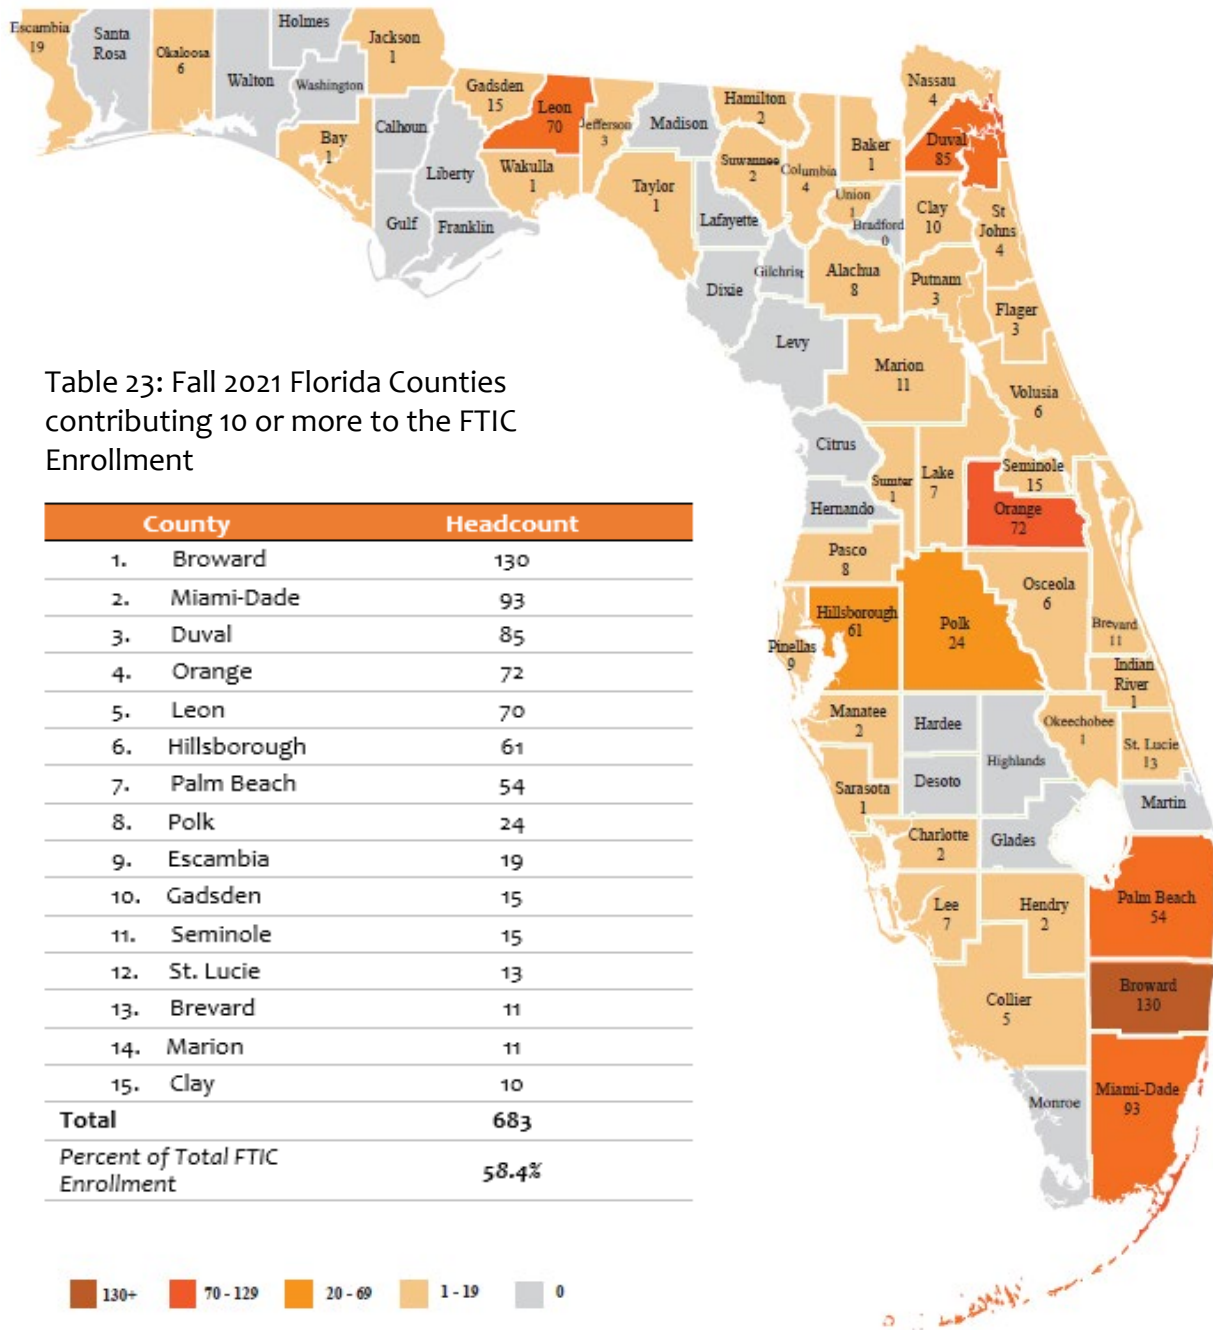 Escambia
19
Santa
Rosa
Okaloosa
6
Walton
Holmes
Washington
Jackson
1
Bay
1
Calhoun
Gulf
Liberty
Franklin
Gadsden
15
Leon
70
Wakulla
1
Jefferson
3
Madison
Taylor
1
Hamilton
2
Suwannee
2
Lafayette
Dixie
Columbia
4
Gilchrist
Baker
1
Union
1
Bradford
0
Nassau
4
Duval
85
Clay
10
St
Johns
4
Alachua
8
Putnam
3
Flager
3
Levy
Marion
11
Volusia
6
Citrus
Sumter
1
Lake
7
Seminole
15
Orange
72
Hernando
Pasco
8
Osceola
6
Hillsborough
61
Polk
24
Pinellas
9
Brevard
11
Indian
River
1
Manatee
2
Hardee
Highlands
Okeechobee
1
St. Lucie
13
Sarasota
1
Desoto
Martin
Charlotte
2
Glades
Lee
7
Hendry
2
Palm Beach
54
Collier
5
Broward
130
Monroe
Miami-Dade
93
Table 23: Fall 2021 Florida Counties
contributing 10 or more to the FTIC
Enrollment
County Headcount
1. Broward 130
2. Miami-Dade 93
3. Duval 85
4. Orange 72
5. Leon 70
6. Hillsborough 61
7. Palm Beach 54
8. Polk 24
9. Escambia 19
10. Gadsden 15
11. Seminole 15
12. St. Lucie 13
13. Brevard 11
14. Marion 11
15. Clay 10
Total 683
Percent of Total FTIC
Enrollment 58.4%
130+ 70 - 129 20 - 69 1 - 19 0